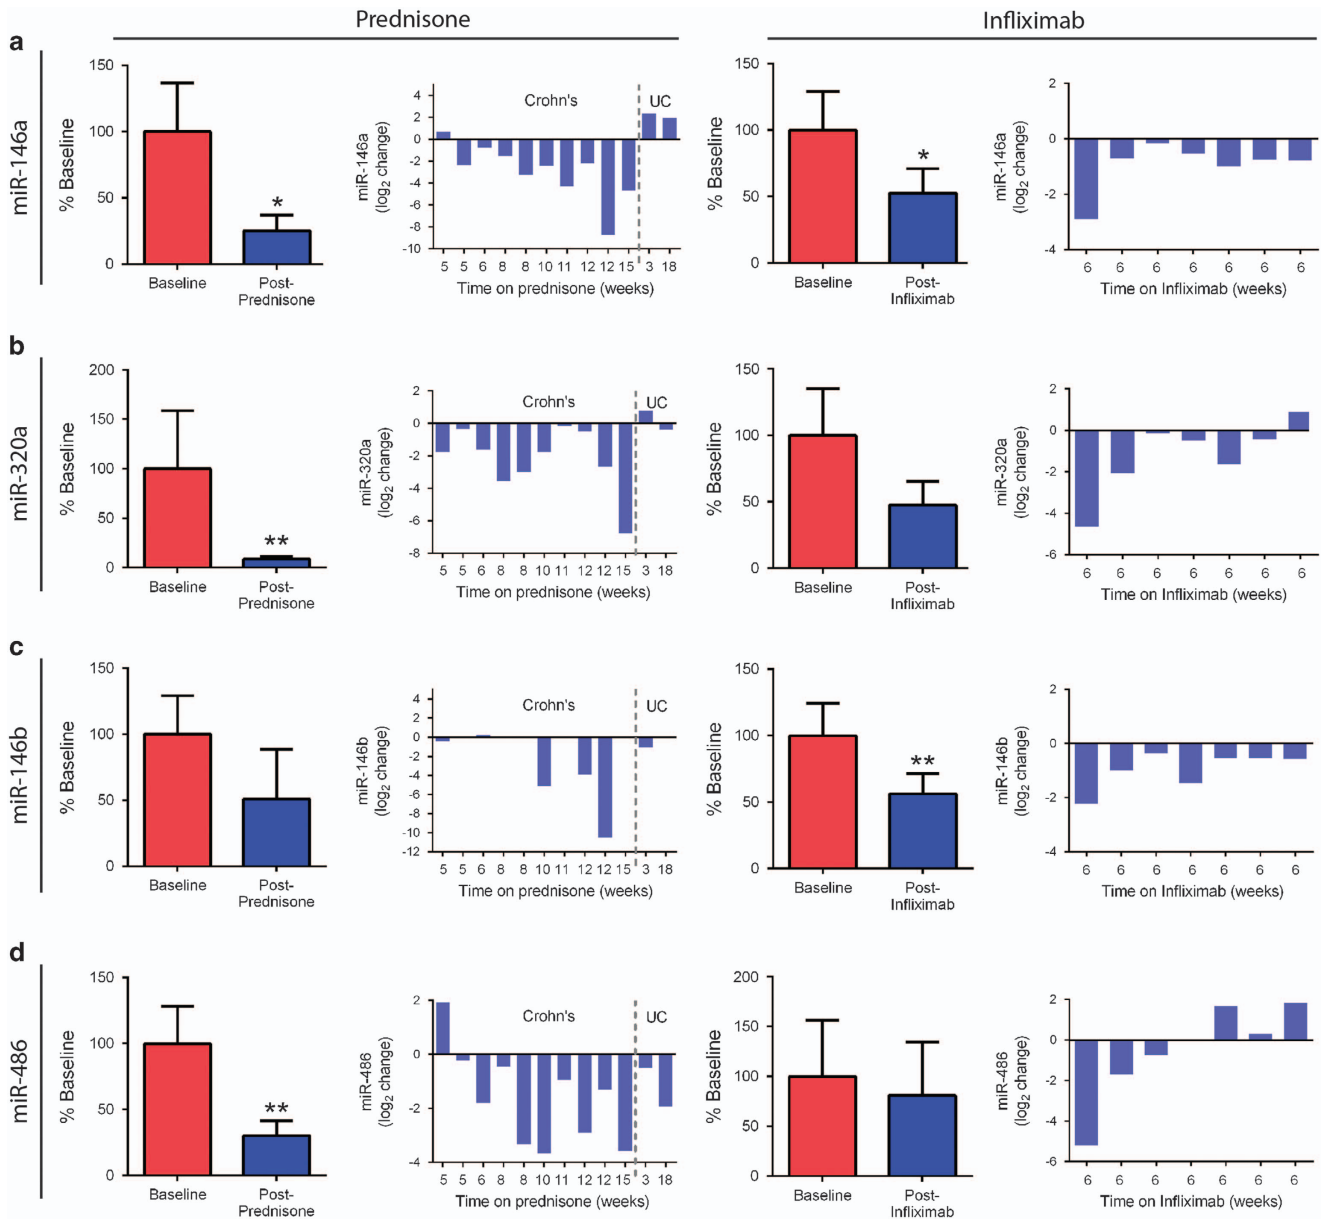 Prednisone
Infliximab
a
miR-146a
% Baseline
150
100
50
0
*
Baseline
Post-
Prednisone
miR-146a
(log2 change)
4
2
0
-2
-4
-6
-8
-10
Crohn's
UC
5 5 6 8 8 10 11 12 12 15 3 18
Time on prednisone (weeks)
% Baseline
150
100
50
0
*
Baseline
Post-
Infliximab
miR-146a
(log2 change)
2
0
-2
-4
6 6 6 6 6 6 6
Time on Infliximab (weeks)
b
miR-320a
% Baseline
200
150
100
50
0
**
Baseline
Post-
Prednisone
miR-320a
(log2 change)
2
0
-2
-4
-6
-8
Crohn's
UC
5 5 6 8 8 10 11 12 12 15 3 18
Time on prednisone (weeks)
% Baseline
150
100
50
0
Baseline
Post-
Infliximab
miR-320a
(log2 change)
2
0
-2
-4
-6
6 6 6 6 6 6 6
Time on Infliximab (weeks)
c
miR-146b
% Baseline
150
100
50
0
Baseline
Post-
Prednisone
miR-146b
(log2 change)
4
2
0
-2
-4
-6
-8
-10
-12
Crohn's
UC
5 5 6 8 8 10 11 12 12 15 3 18
Time on prednisone (weeks)
% Baseline
150
100
50
0
**
Baseline
Post-
Infliximab
miR-146b
(log2 change)
2
0
-2
-4
6 6 6 6 6 6 6
Time on Infliximab (weeks)
d
miR-486
% Baseline
150
100
50
0
**
Baseline
Post-
Prednisone
miR-486
(log2 change)
2
0
-2
-4
Crohn's
UC
5 5 6 8 8 10 11 12 12 15 3 18
Time on prednisone (weeks)
% Baseline
200
150
100
50
0
Baseline
Post-
Infliximab
miR-486
(log2 change)
2
0
-2
-4
-6
6 6 6 6 6 6 6
Time on Infliximab (weeks)